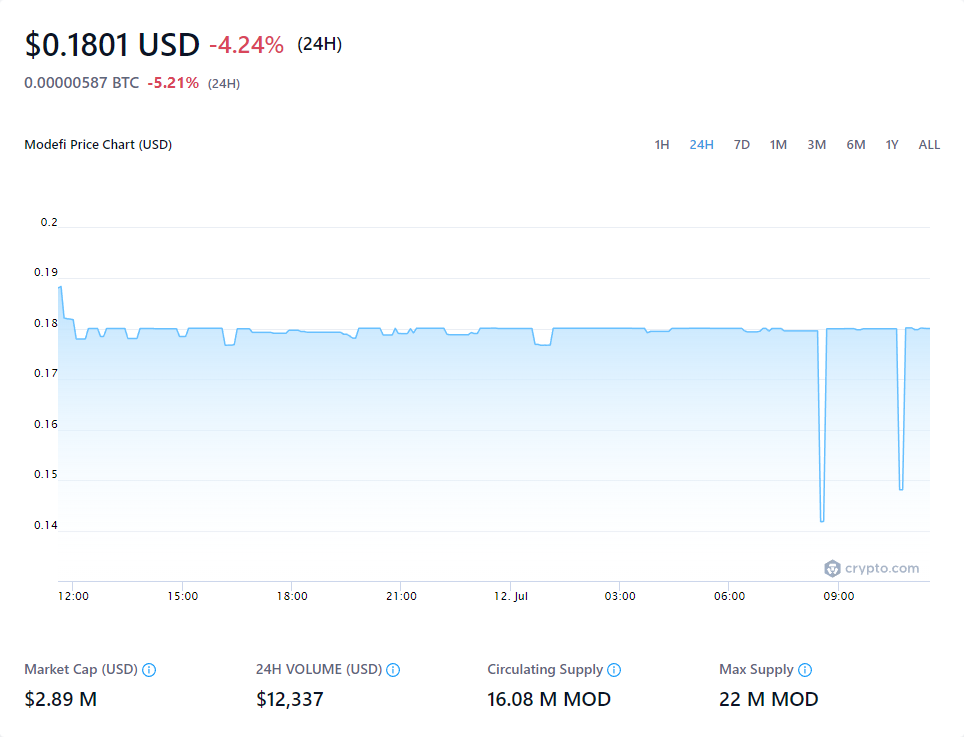 $0.1801 USD -4.24% (24H)
0.00000587 BTC -5.21% (24H)
Modefi Price Chart (USD)
1H 24H 7D 1M 3M 6M 1Y ALL
0.2
0.19
0.18
0.17
0.16
0.15
0.14
crypto.com
12:00 15:00 18:00 21:00 12. Jul 03:00 06:00 09:00
Market Cap (USD) 24H VOLUME (USD) Circulating Supply Max Supply
$2.89 M $12,337 16.08 M MOD 22 M MOD